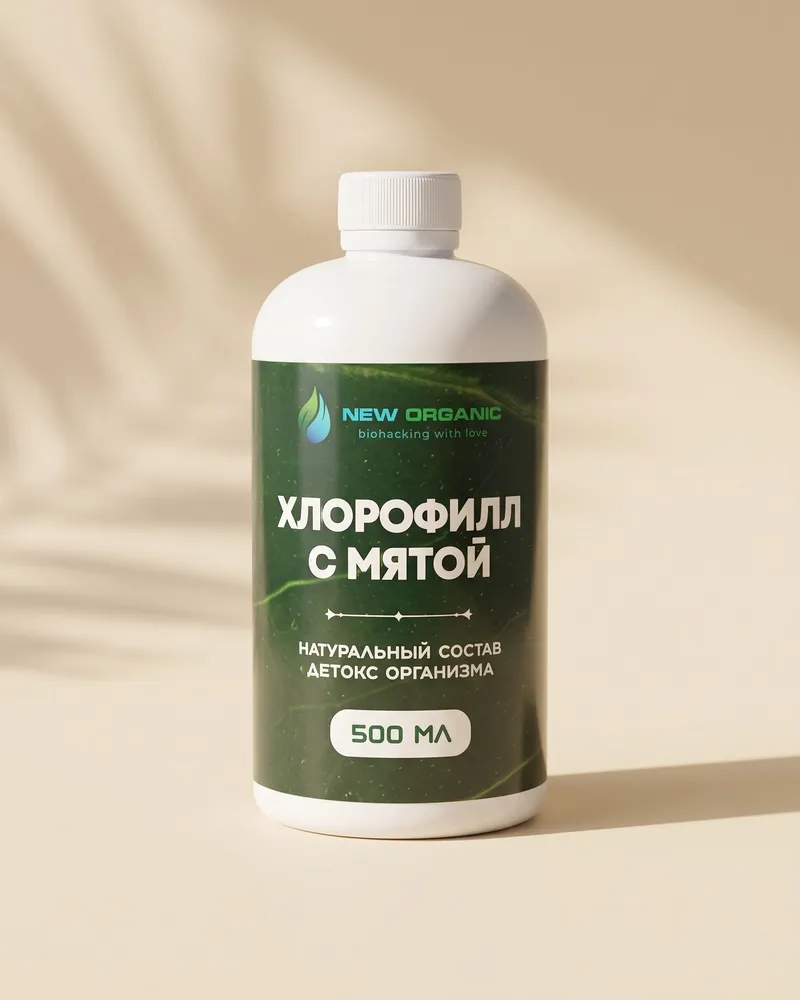 NEW ORGANIC
biohacking with love
ХЛОРОФИЛЛ
С МЯТОЙ
НАТУРАЛЬНЫЙ СОСТАВ
ДЕТОКС ОРГАНИЗМА
500 МЛ